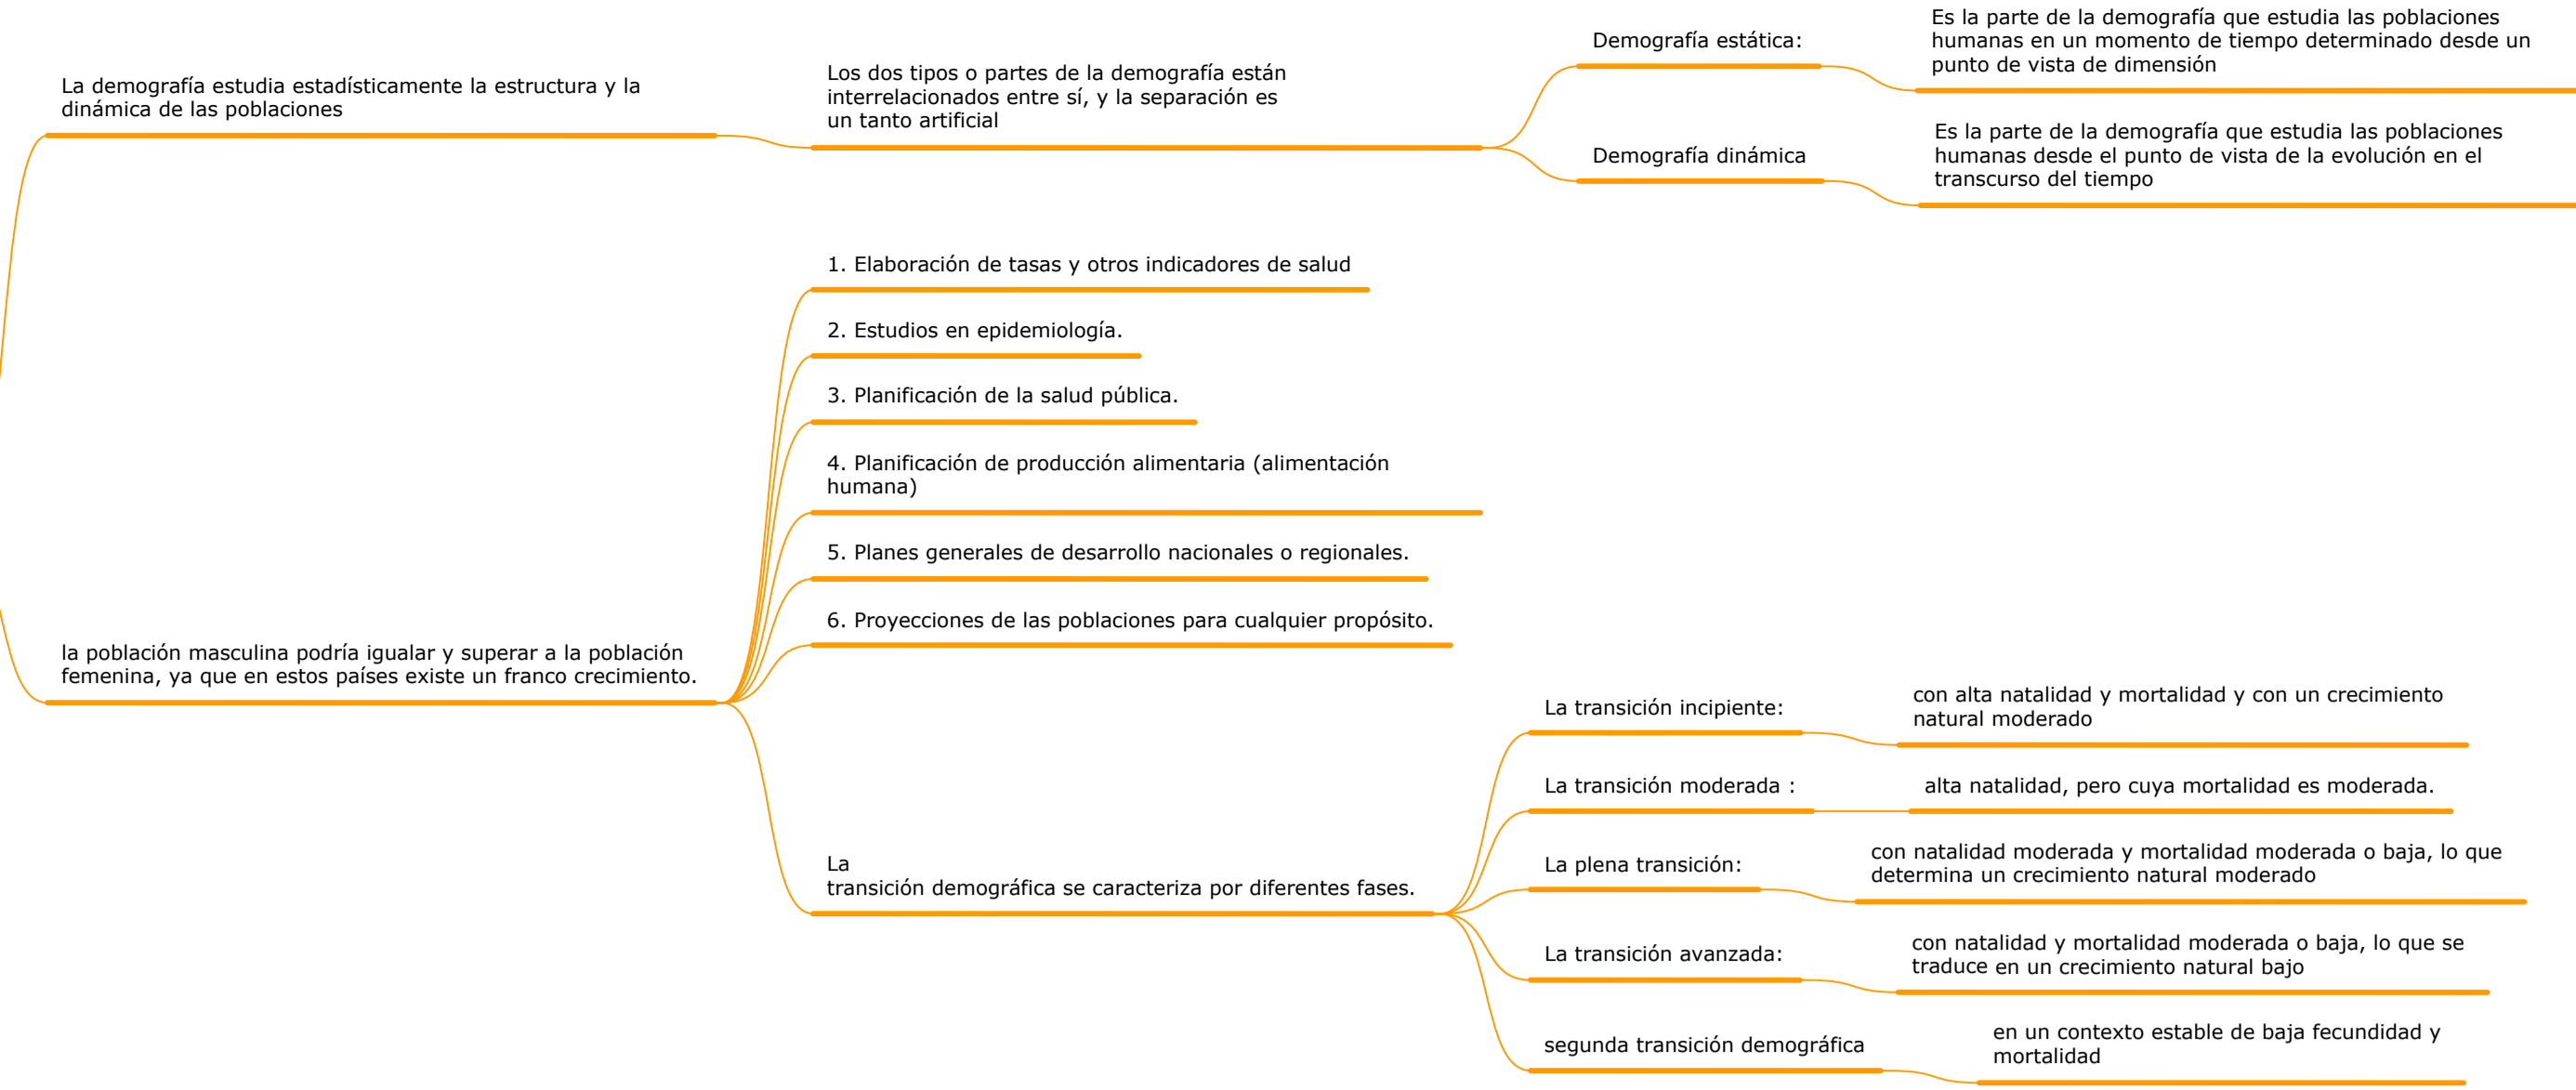 La demografía estudia estadísticamente la estructura y la
dinámica de las poblaciones
Los dos tipos o partes de la demografía están
interrelacionados entre sí, y la separación es
un tanto artificial
Demografía estática:
Es la parte de la demografía que estudia las poblaciones
humanas en un momento de tiempo determinado desde un
punto de vista de dimensión
Demografía dinámica
Es la parte de la demografía que estudia las poblaciones
humanas desde el punto de vista de la evolución en el
transcurso del tiempo
la población masculina podría igualar y superar a la población
femenina, ya que en estos países existe un franco crecimiento.
1. Elaboración de tasas y otros indicadores de salud
2. Estudios en epidemiología.
3. Planificación de la salud pública.
4. Planificación de producción alimentaria (alimentación
humana)
5. Planes generales de desarrollo nacionales o regionales.
6. Proyecciones de las poblaciones para cualquier propósito.
La
transición demográfica se caracteriza por diferentes fases.
La transición incipiente:
con alta natalidad y mortalidad y con un crecimiento
natural moderado
La transición moderada :
alta natalidad, pero cuya mortalidad es moderada.
La plena transición:
con natalidad moderada y mortalidad moderada o baja, lo que
determina un crecimiento natural moderado
La transición avanzada:
con natalidad y mortalidad moderada o baja, lo que se
traduce en un crecimiento natural bajo
segunda transición demográfica
en un contexto estable de baja fecundidad y
mortalidad